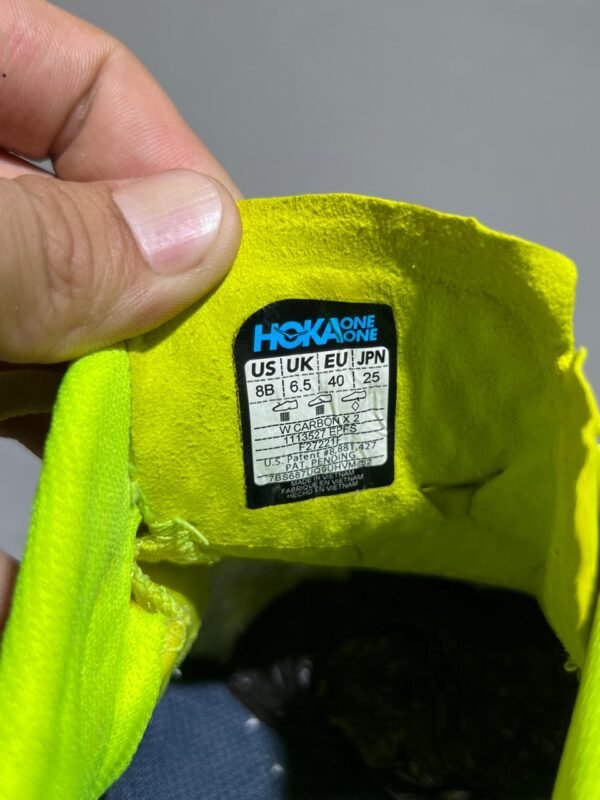 HOKA ONE ONE
US UK EU JPN
8B 6.5 40 25
W CARBON X 2
1113527 EPFS
F27221F
U.S. Patent #8,881,427
PAT. PENDING
MADE IN VIETNAM
FABRIQUÉ EN VIETNAM
HECHO EN VIETNAM